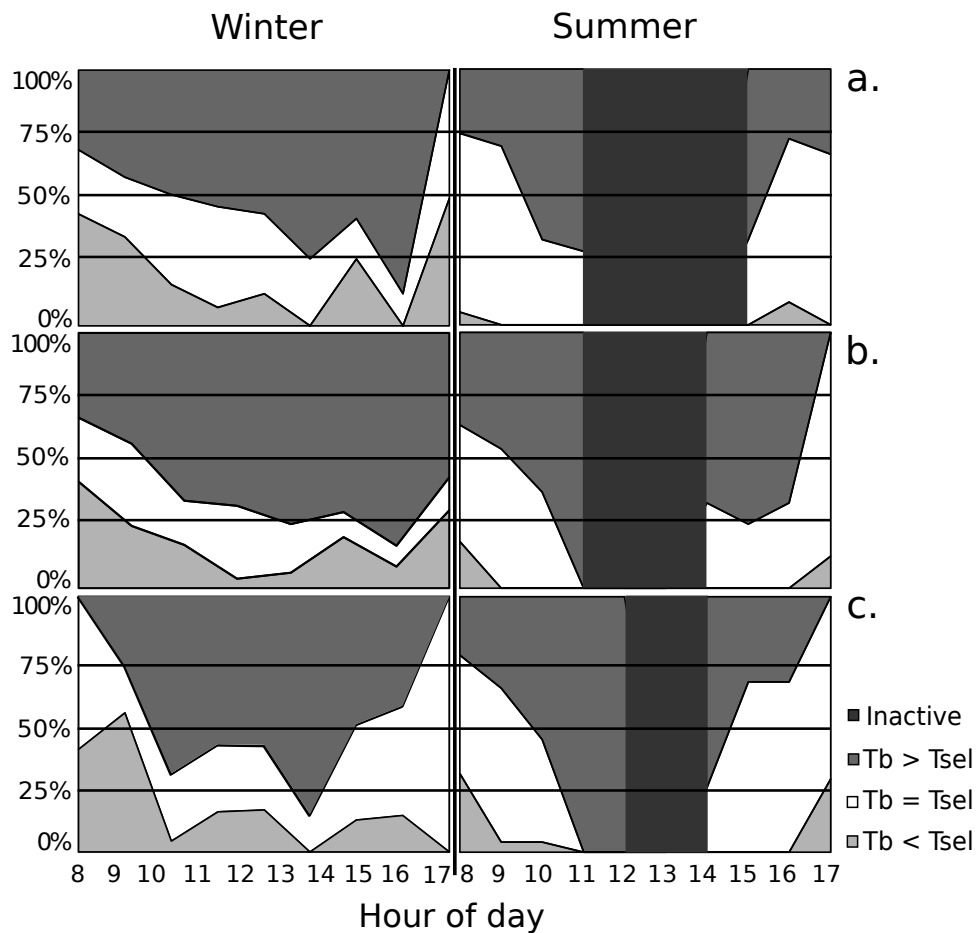 Winter Summer
100%
75%
50%
25%
0%
a.
100%
75%
50%
25%
0%
b.
100%
75%
50%
25%
0%
c.
Inactive
Tb > Tsel
Tb = Tsel
Tb < Tsel
8 9 10 11 12 13 14 15 16 17 8 9 10 11 12 13 14 15 16 17
Hour of day